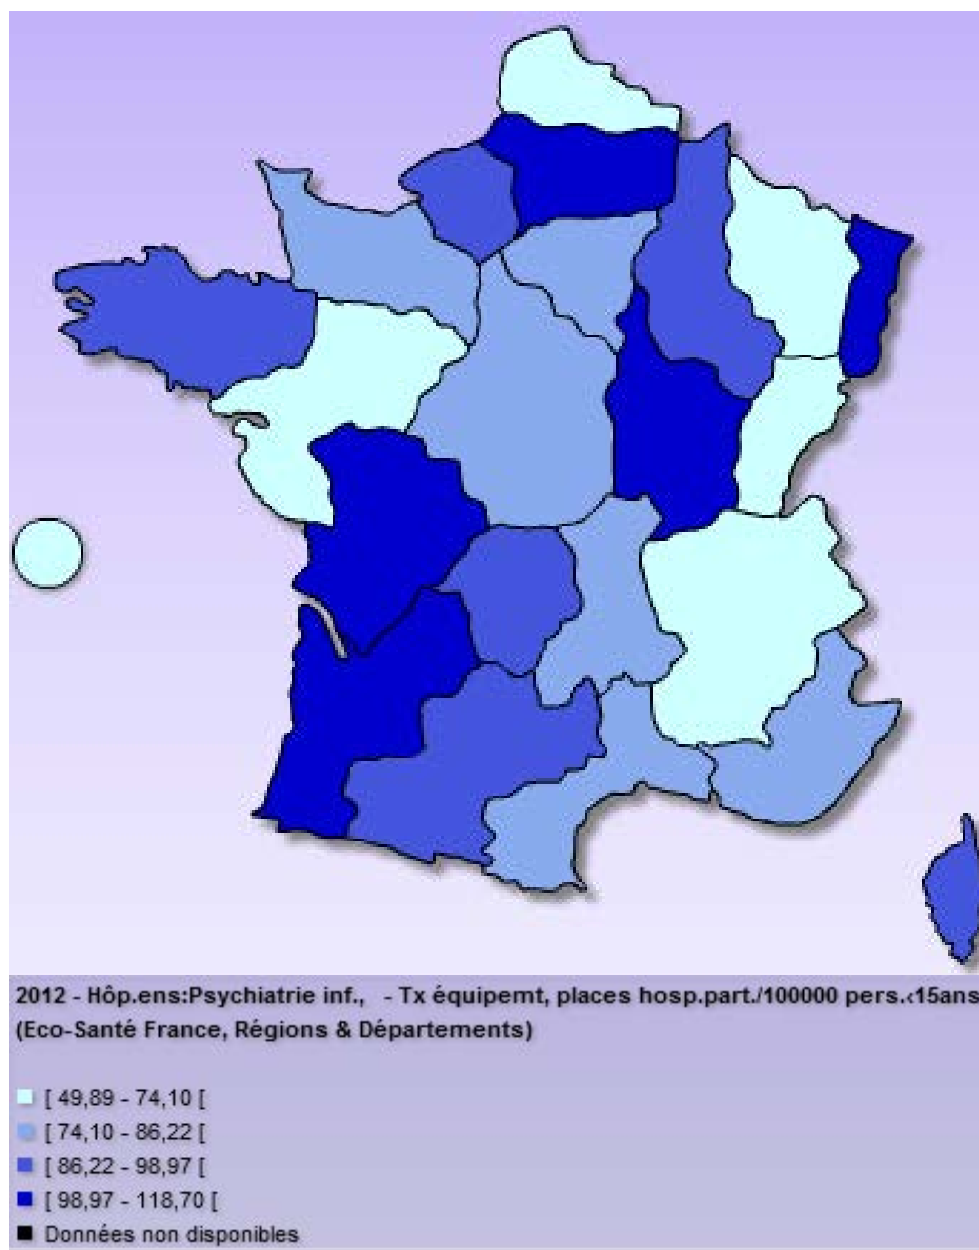 2012 - Hôp.ens:Psychiatrie inf.,   - Tx équipemt, places hosp.part./100000 pers.<15ans
(Eco-Santé France, Régions & Départements)
[ 49,89 - 74,10 [
[ 74,10 - 86,22 [
[ 86,22 - 98,97 [
[ 98,97 - 118,70 [
Données non disponibles